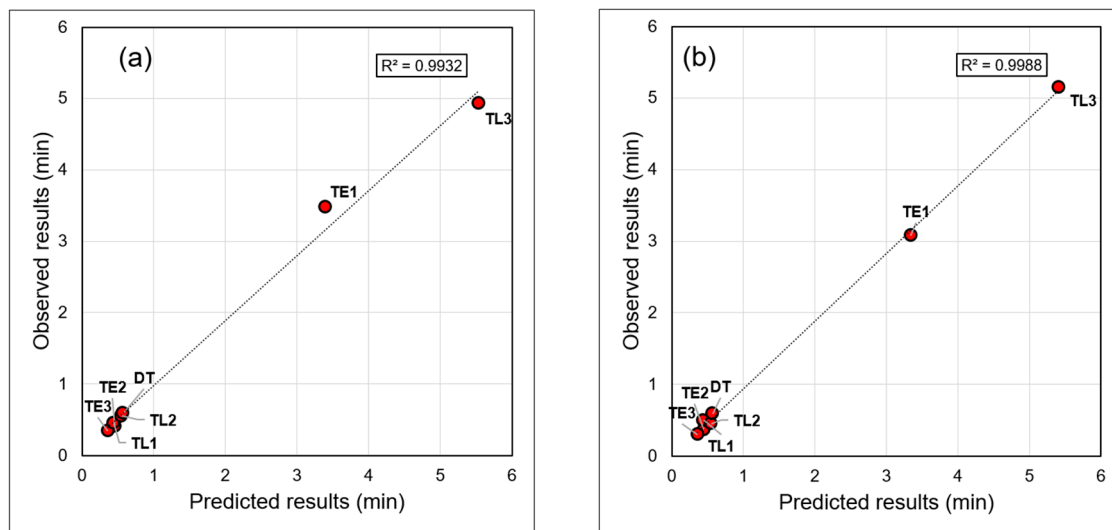 (a)
R² = 0.9932
6
5
4
3
2
1
0
Observed results (min)
TL3
TE1
DT
TE2
TE3
TL2
TL1
0 1 2 3 4 5 6
Predicted results (min)
(b)
R² = 0.9988
6
5
4
3
2
1
0
Observed results (min)
TL3
TE1
TE2
DT
TE3
TL2
TL1
0 1 2 3 4 5 6
Predicted results (min)